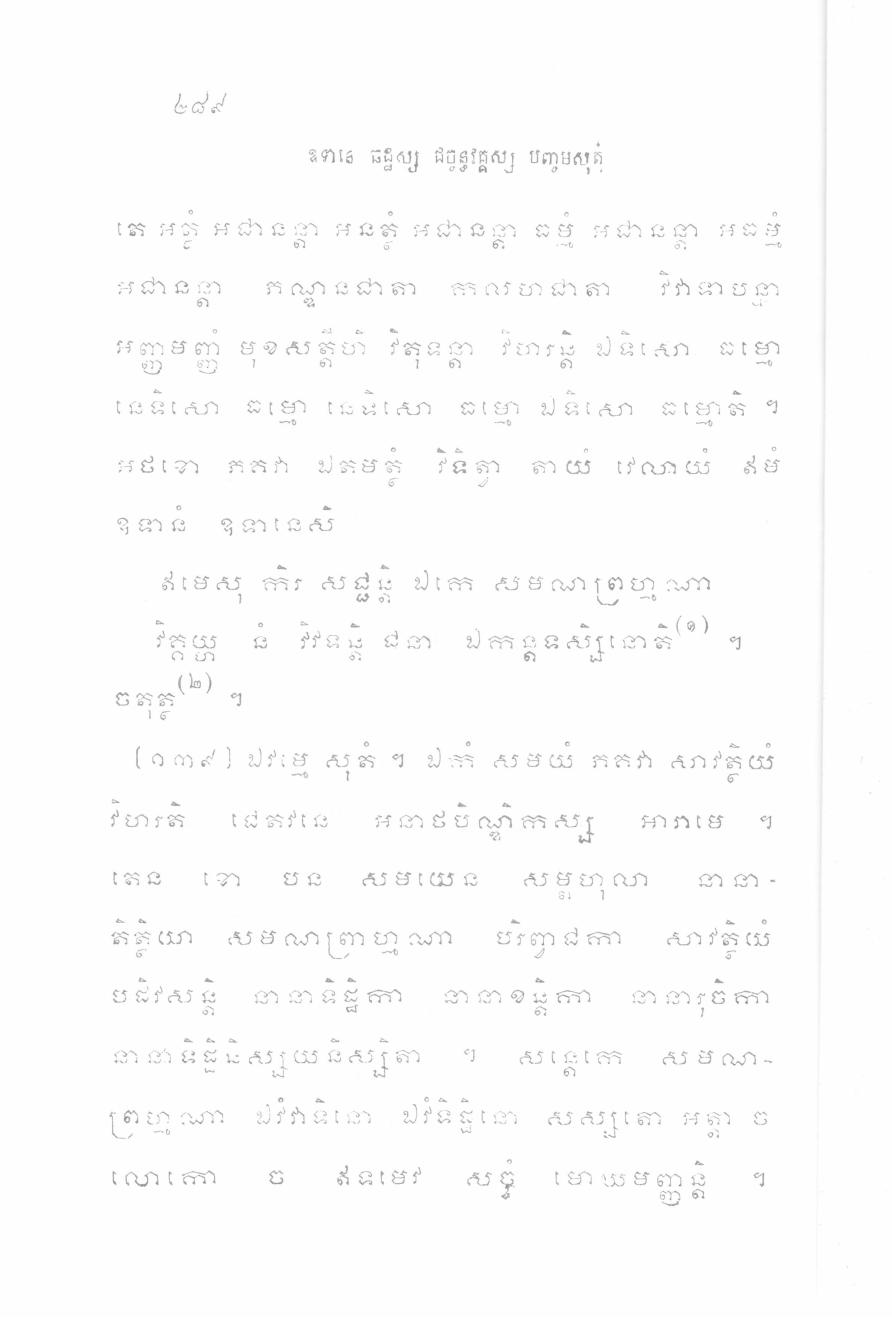 ២៨៩
ឧទានេ ឆដ្ឋស្ស ជច្ចន្ធវគ្គស្ស បញ្ចមសុត្តំ
តេ អត្ថំ អជានន្តា អនត្ថំ អជានន្តា ធម្មំ អជានន្តា អធម្មំ
អជានន្តា ភណ្ឌនជាតា កលហជាតា វិវាទាបន្នា
អញ្ញមញ្ញំ មុខសត្តីហិ វិតុទន្តា វិហរន្តិ ឯទិសោ ធម្មោ
នេទិសោ ធម្មោ នេទិសោ ធម្មោ ឯទិសោ ធម្មោតិ ។
អថខោ ភគវា ឯតមត្ថំ វិទិត្វា តាយំ វេលាយំ ឥមំ
ឧទានំ ឧទានេសិ
ឥមេសុ កិរ សជ្ជន្តិ ឯកេ សមណព្រាហ្មណា
វិគ្គយ្ហ នំ វិវទន្តិ ជនា ឯកន្តទស្សិនោតិ(១) ។
ចតុត្ថ(២) ។
[១៣៩] ឯវម្មេ សុតំ ។ ឯកំ សមយំ ភគវា សាវត្ថិយំ
វិហរតិ ជេតវនេ អនាថបិណ្ឌិកស្ស អារាមេ ។
តេន ខោ បន សមយេន សម្ពហុលា នានា-
តិត្ថិយា សមណព្រាហ្មណា បរិព្វាជកា សាវត្ថិយំ
បដិវសន្តិ នានាទិដ្ឋិកា នានាខន្តិកា នានារុចិកា
នានាទិដ្ឋិនិស្សយនិស្សិតា ។ សន្តេកេ សមណ-
ព្រាហ្មណា ឯវំវាទិនោ ឯវំទិដ្ឋិនោ សស្សតោ អត្តា ច
លោកោ ច ឥទមេវ សច្ចំ មោឃមញ្ញន្តិ ។